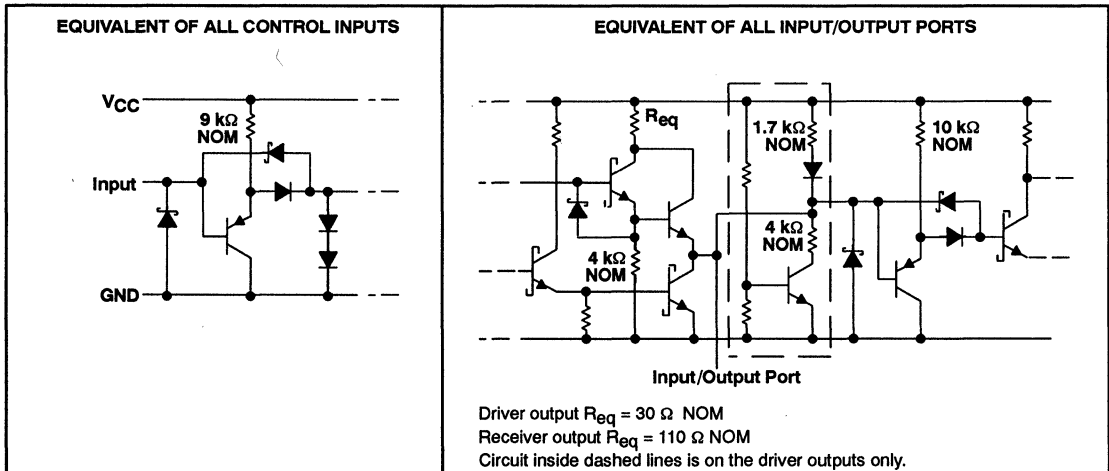 EQUIVALENT OF ALL CONTROL INPUTS
VCC
9 kΩ
NOM
Input
GND
EQUIVALENT OF ALL INPUT/OUTPUT PORTS
Req
1.7 kΩ
NOM
10 kΩ
NOM
4 kΩ
NOM
4 kΩ
NOM
Input/Output Port
Driver output Req = 30 Ω NOM
Receiver output Req = 110 Ω NOM
Circuit inside dashed lines is on the driver outputs only.